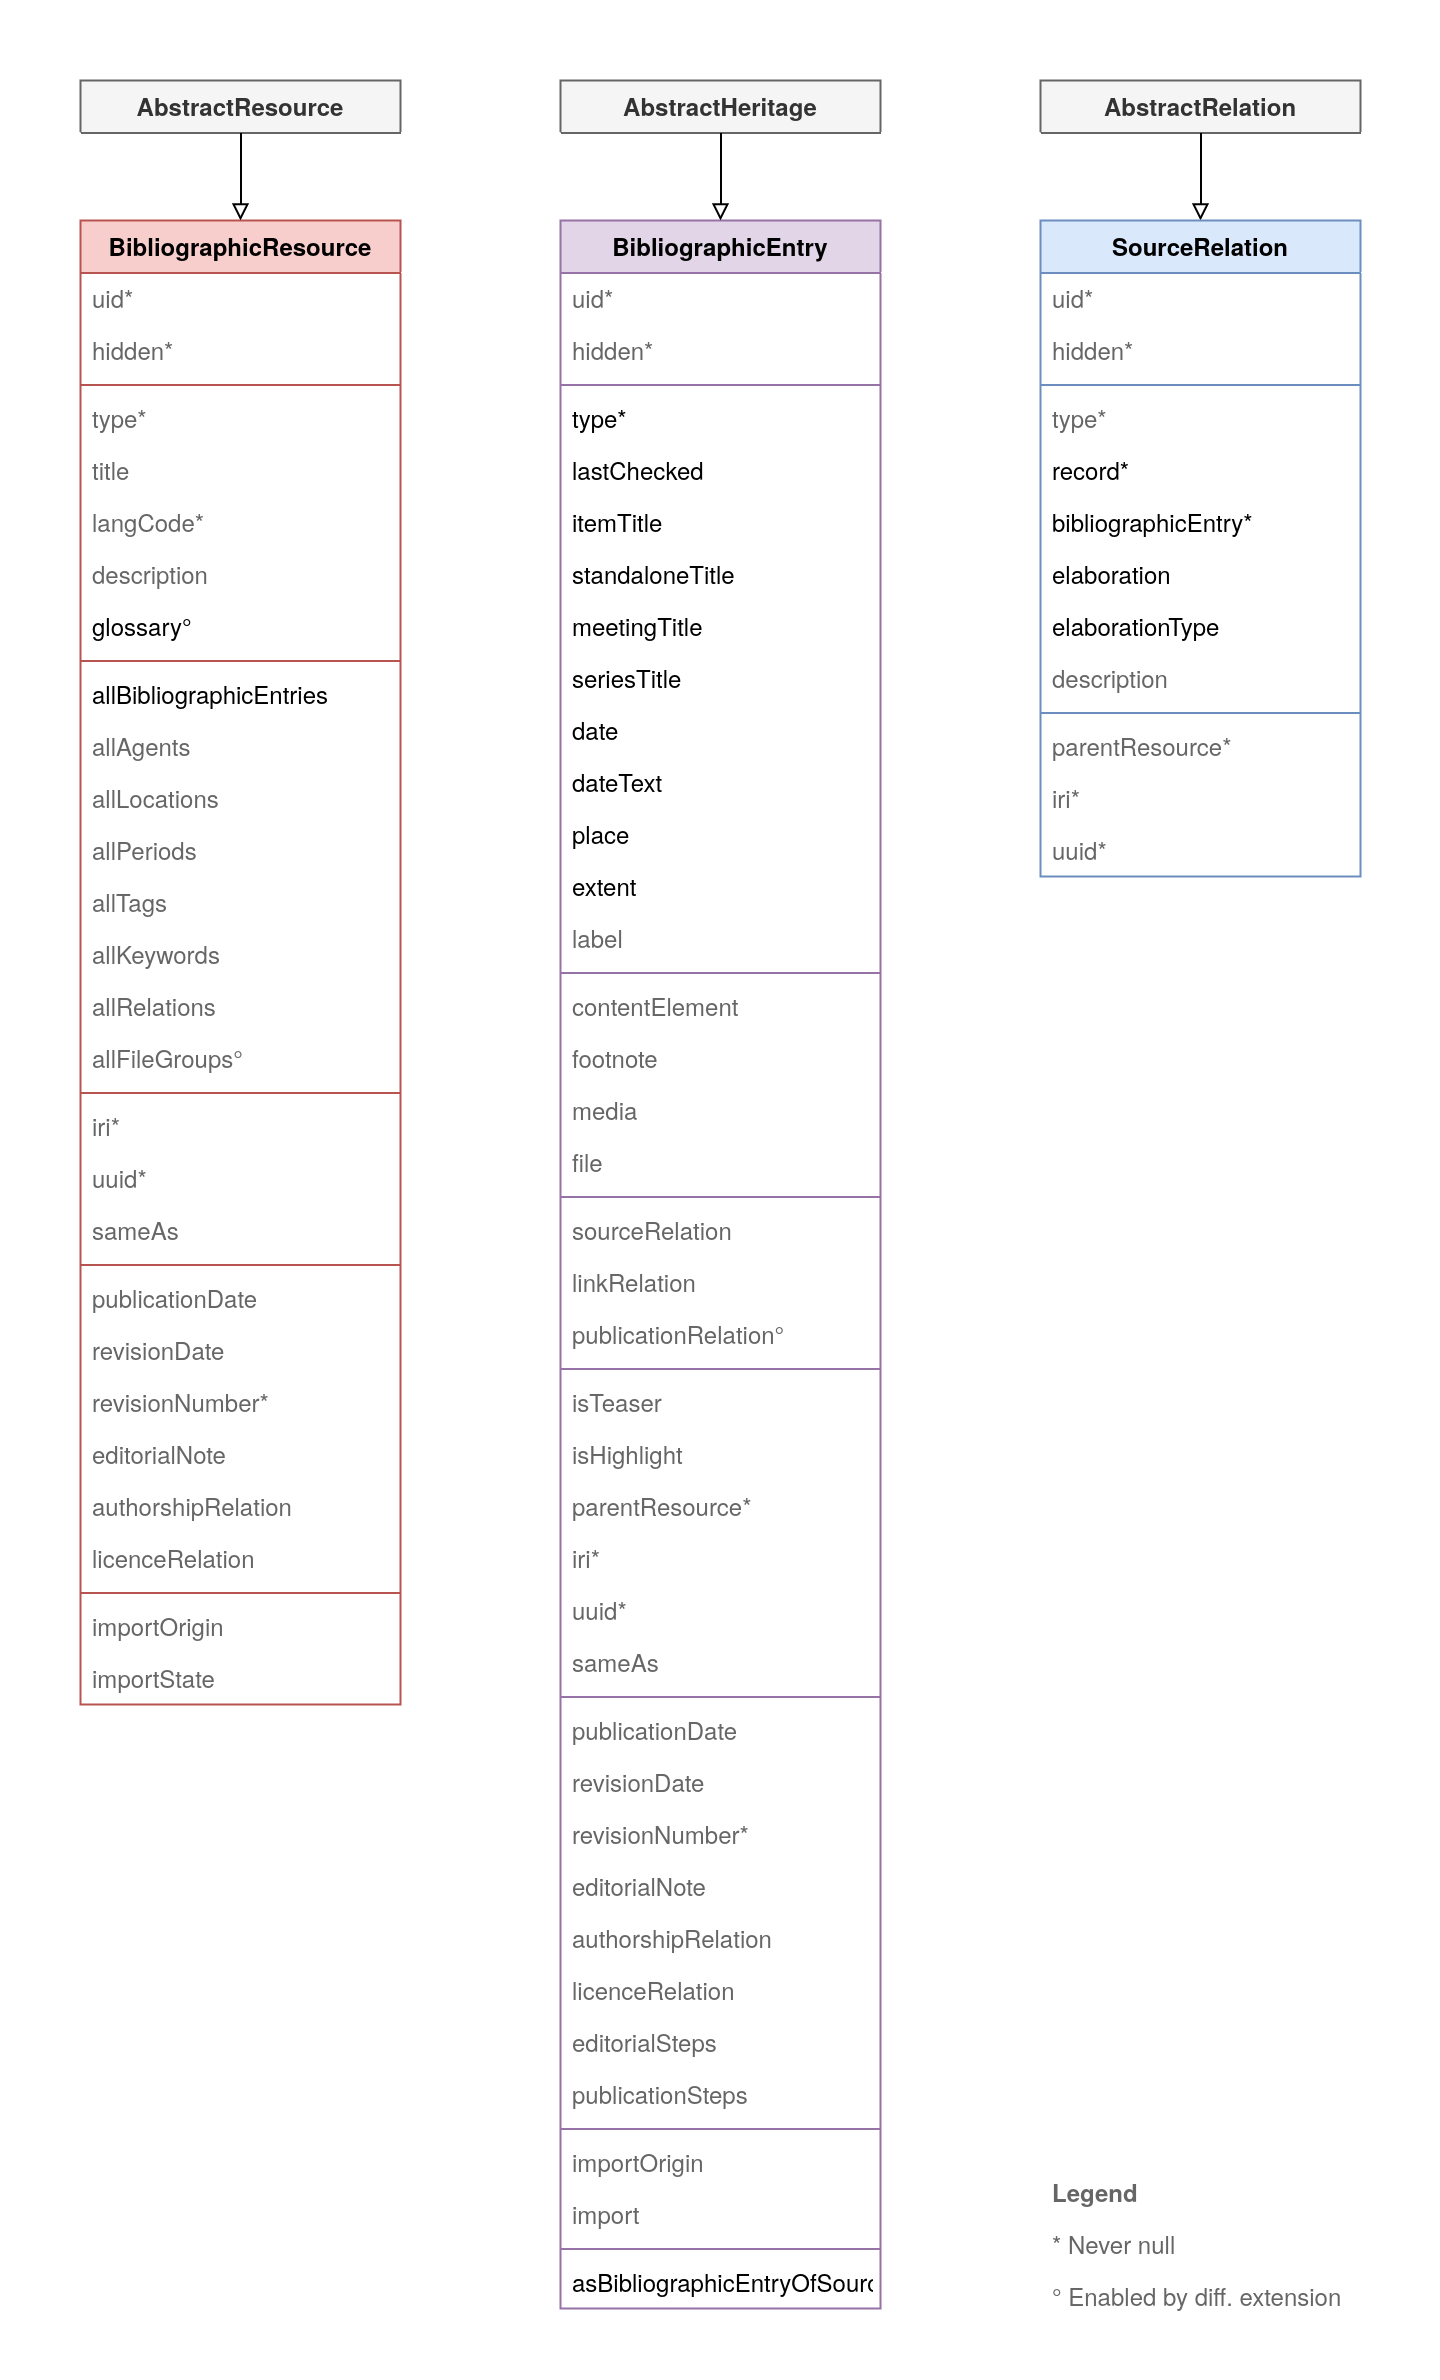 AbstractResource
BibliographicResource
uid*
hidden*
type*
title
langCode*
description
glossary°
allBibliographicEntries
allAgents
allLocations
allPeriods
allTags
allKeywords
allRelations
allFileGroups°
iri*
uuid*
sameAs
publicationDate
revisionDate
revisionNumber*
editorialNote
authorshipRelation
licenceRelation
importOrigin
importState
AbstractHeritage
BibliographicEntry
uid*
hidden*
type*
lastChecked
itemTitle
standaloneTitle
meetingTitle
seriesTitle
date
dateText
place
extent
label
contentElement
footnote
media
file
sourceRelation
linkRelation
publicationRelation°
isTeaser
isHighlight
parentResource*
iri*
uuid*
sameAs
publicationDate
revisionDate
revisionNumber*
editorialNote
authorshipRelation
licenceRelation
editorialSteps
publicationSteps
importOrigin
import
asBibliographicEntryOfSourc
AbstractRelation
SourceRelation
uid*
hidden*
type*
record*
bibliographicEntry*
elaboration
elaborationType
description
parentResource*
iri*
uuid*
Legend
* Never null
° Enabled by diff. extension